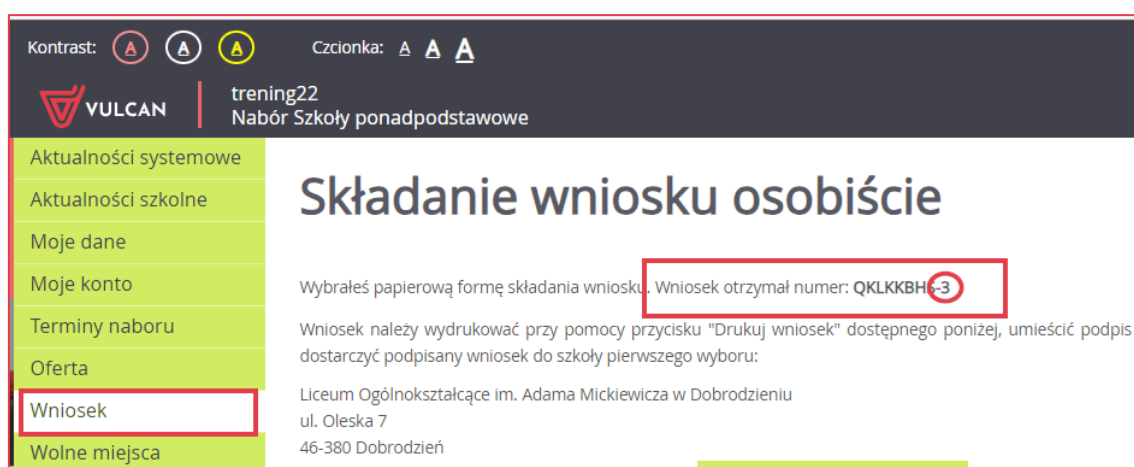 Kontrast: A A A Czcionka: A A A
VULCAN
trening22
Nabór Szkoły ponadpodstawowe
Aktualności systemowe
Aktualności szkolne
Moje dane
Moje konto
Terminy naboru
Oferta
Wniosek
Wolne miejsca
Składanie wniosku osobiście
Wybrałeś papierową formę składania wniosku. Wniosek otrzymał numer: QKLKKBHS-3
Wniosek należy wydrukować przy pomocy przycisku "Drukuj wniosek" dostępnego poniżej, umieścić podpis
dostarczyć podpisany wniosek do szkoły pierwszego wyboru:
Liceum Ogólnokształcące im. Adama Mickiewicza w Dobrodzieniu
ul. Oleska 7
46-380 Dobrodzień